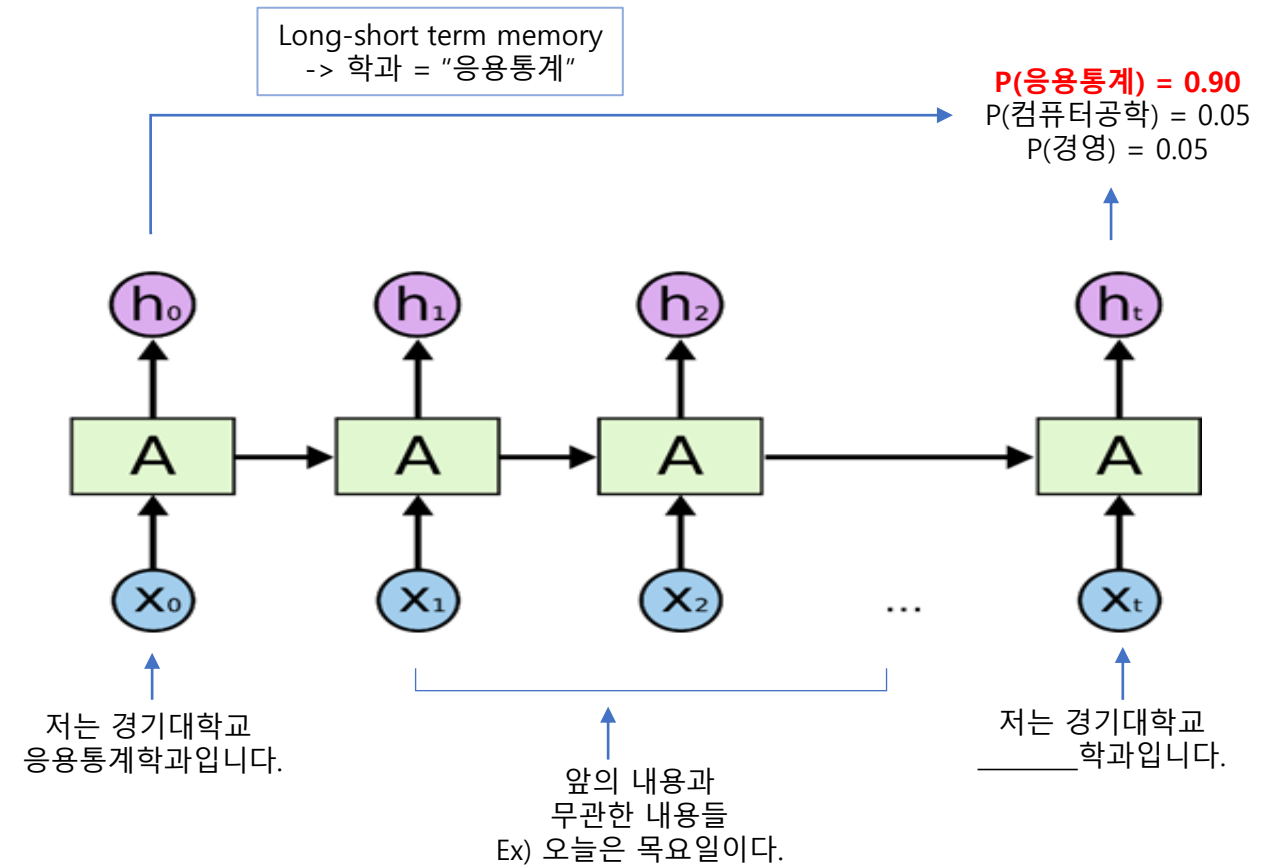 Long-short term memory
-> 학과 = "응용통계"
P(응용통계) = 0.90
P(컴퓨터공학) = 0.05
P(경영) = 0.05
h₀ h₁ h₂ hₜ
A A A A
X₀ X₁ X₂ ... Xₜ
저는 경기대학교
응용통계학과입니다.
앞의 내용과
무관한 내용들
Ex) 오늘은 목요일이다.
저는 경기대학교
_______학과입니다.